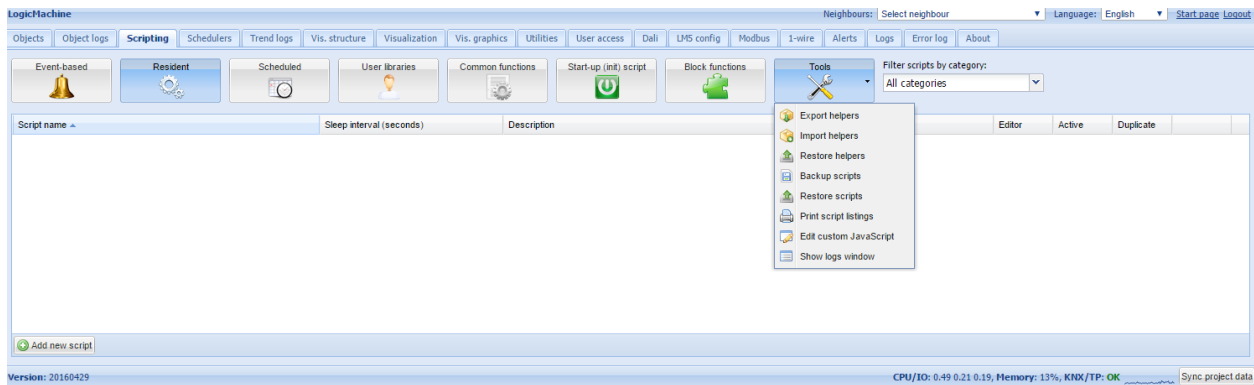 LogicMachine Neighbours: Select neighbour Language: English Start page Logout
Objects Object logs Scripting Schedulers Trend logs Vis. structure Visualization Vis. graphics Utilities User access Dali LM5 config Modbus 1-wire Alerts Logs Error log About
Event-based Resident Scheduled User libraries Common functions Start-up (init) script Block functions Tools Filter scripts by category:
All categories
Script name Sleep interval (seconds) Description Editor Active Duplicate
Export helpers
Import helpers
Restore helpers
Backup scripts
Restore scripts
Print script listings
Edit custom JavaScript
Show logs window
Add new script
Version: 20160429 CPU/IO: 0.49 0.21 0.19, Memory: 13%, KNX/TP: OK Sync project data